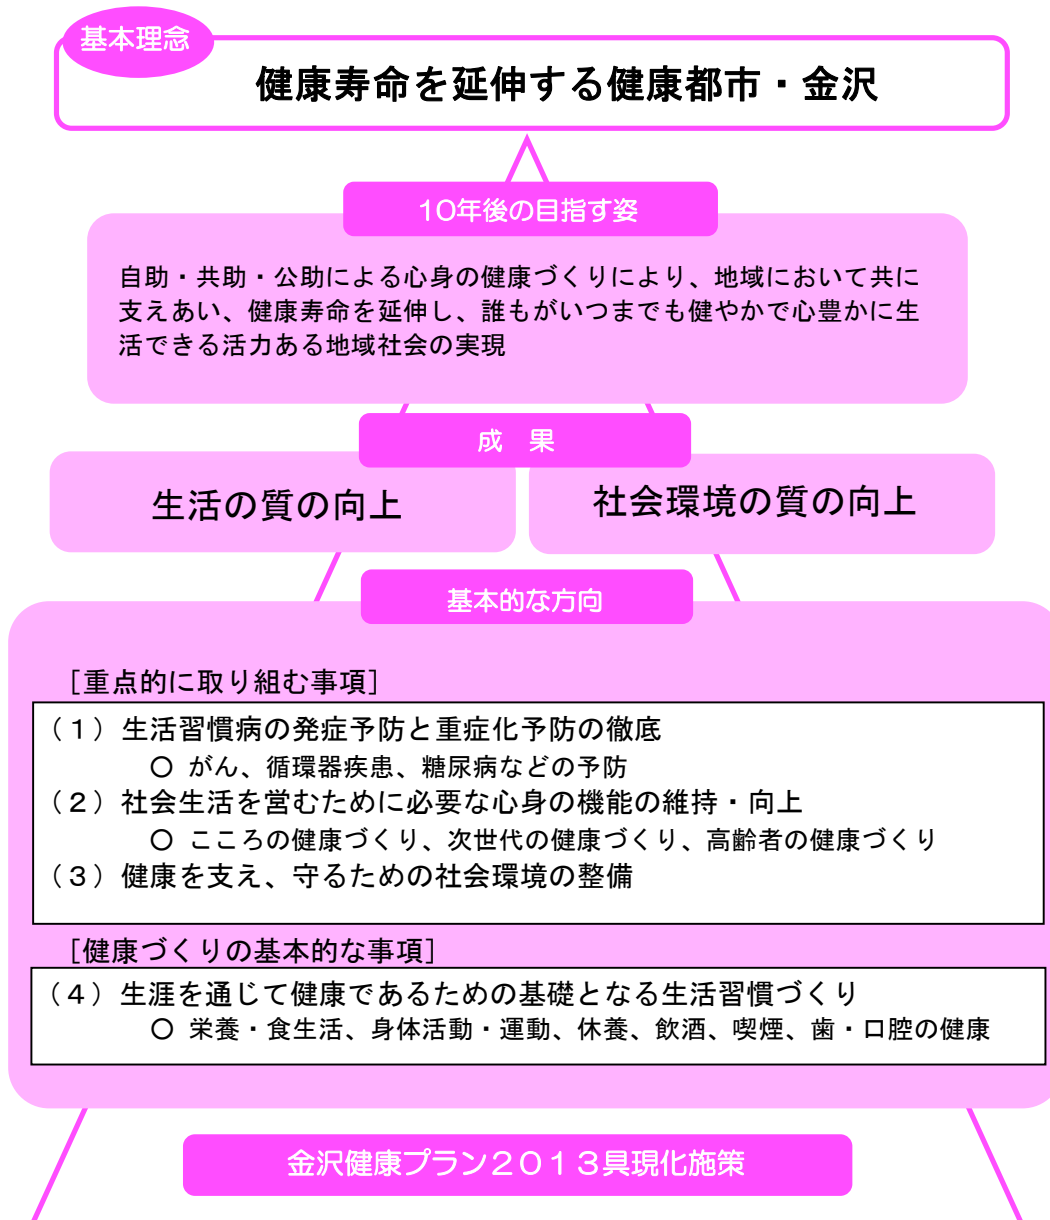 基本理念
健康寿命を延伸する健康都市・金沢
10年後の目指す姿
自助・共助・公助による心身の健康づくりにより、地域において共に
支えあい、健康寿命を延伸し、誰もがいつまでも健やかで心豊かに生
活できる活力ある地域社会の実現
成　果
生活の質の向上
社会環境の質の向上
基本的な方向
［重点的に取り組む事項］
（１）生活習慣病の発症予防と重症化予防の徹底
○ がん、循環器疾患、糖尿病などの予防
（２）社会生活を営むために必要な心身の機能の維持・向上
○ こころの健康づくり、次世代の健康づくり、高齢者の健康づくり
（３）健康を支え、守るための社会環境の整備
［健康づくりの基本的な事項］
（４）生涯を通じて健康であるための基礎となる生活習慣づくり
○ 栄養・食生活、身体活動・運動、休養、飲酒、喫煙、歯・口腔の健康
金沢健康プラン２０１３具現化施策